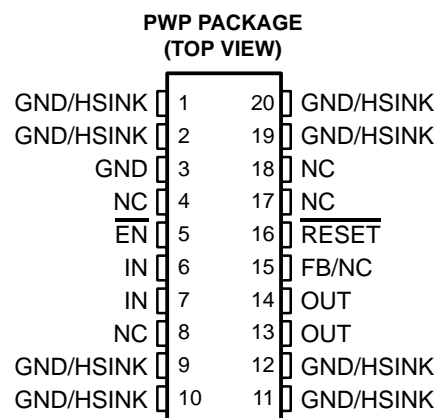 PWP PACKAGE
(TOP VIEW)
GND/HSINK 1 20 GND/HSINK
GND/HSINK 2 19 GND/HSINK
GND 3 18 NC
NC 4 17 NC
EN 5 16 RESET
IN 6 15 FB/NC
IN 7 14 OUT
NC 8 13 OUT
GND/HSINK 9 12 GND/HSINK
GND/HSINK 10 11 GND/HSINK